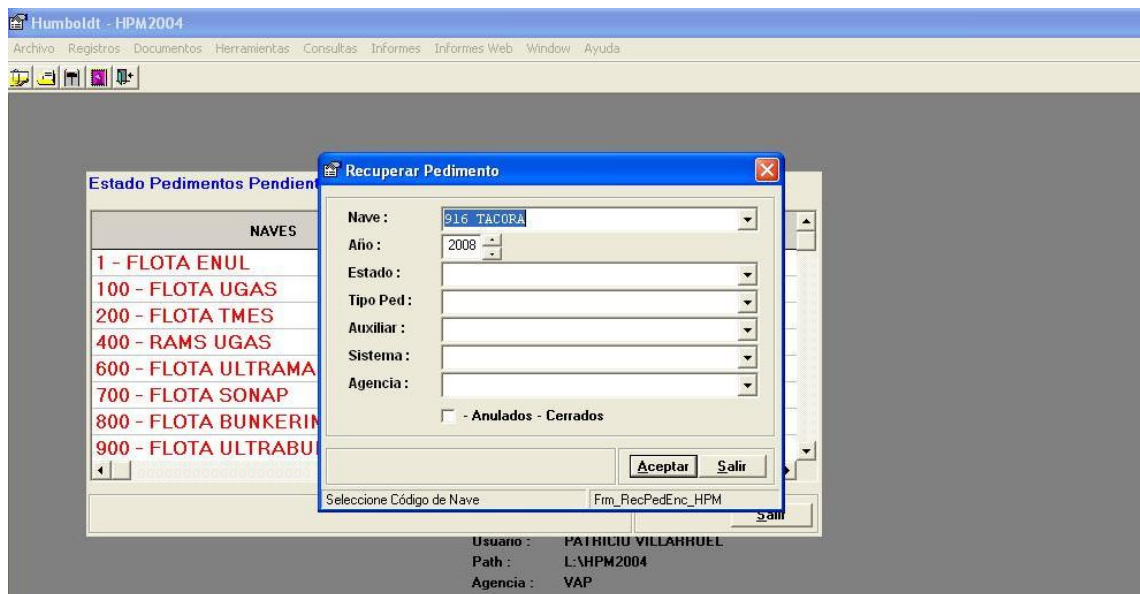 Humboldt - HPM2004
Archivo Registros Documentos Herramientas Consultas Informes Informes Web Window Ayuda
Estado Pedimentos Pendient
NAVES
1 - FLOTA ENUL
100 - FLOTA UGAS
200 - FLOTA TMES
400 - RAMS UGAS
600 - FLOTA ULTRAMA
700 - FLOTA SONAP
800 - FLOTA BUNKERIN
900 - FLOTA ULTRABU
Recuperar Pedimento
Nave : 916 TACORA
Año : 2008
Estado :
Tipo Ped :
Auxiliar :
Sistema :
Agencia :
- Anulados - Cerrados
Aceptar Salir
Seleccione Código de Nave Frm_RecPedEnc_HPM
Salir
Usuario : PATRICIO VILLARRUEL
Path : L:\HPM2004
Agencia : VAP